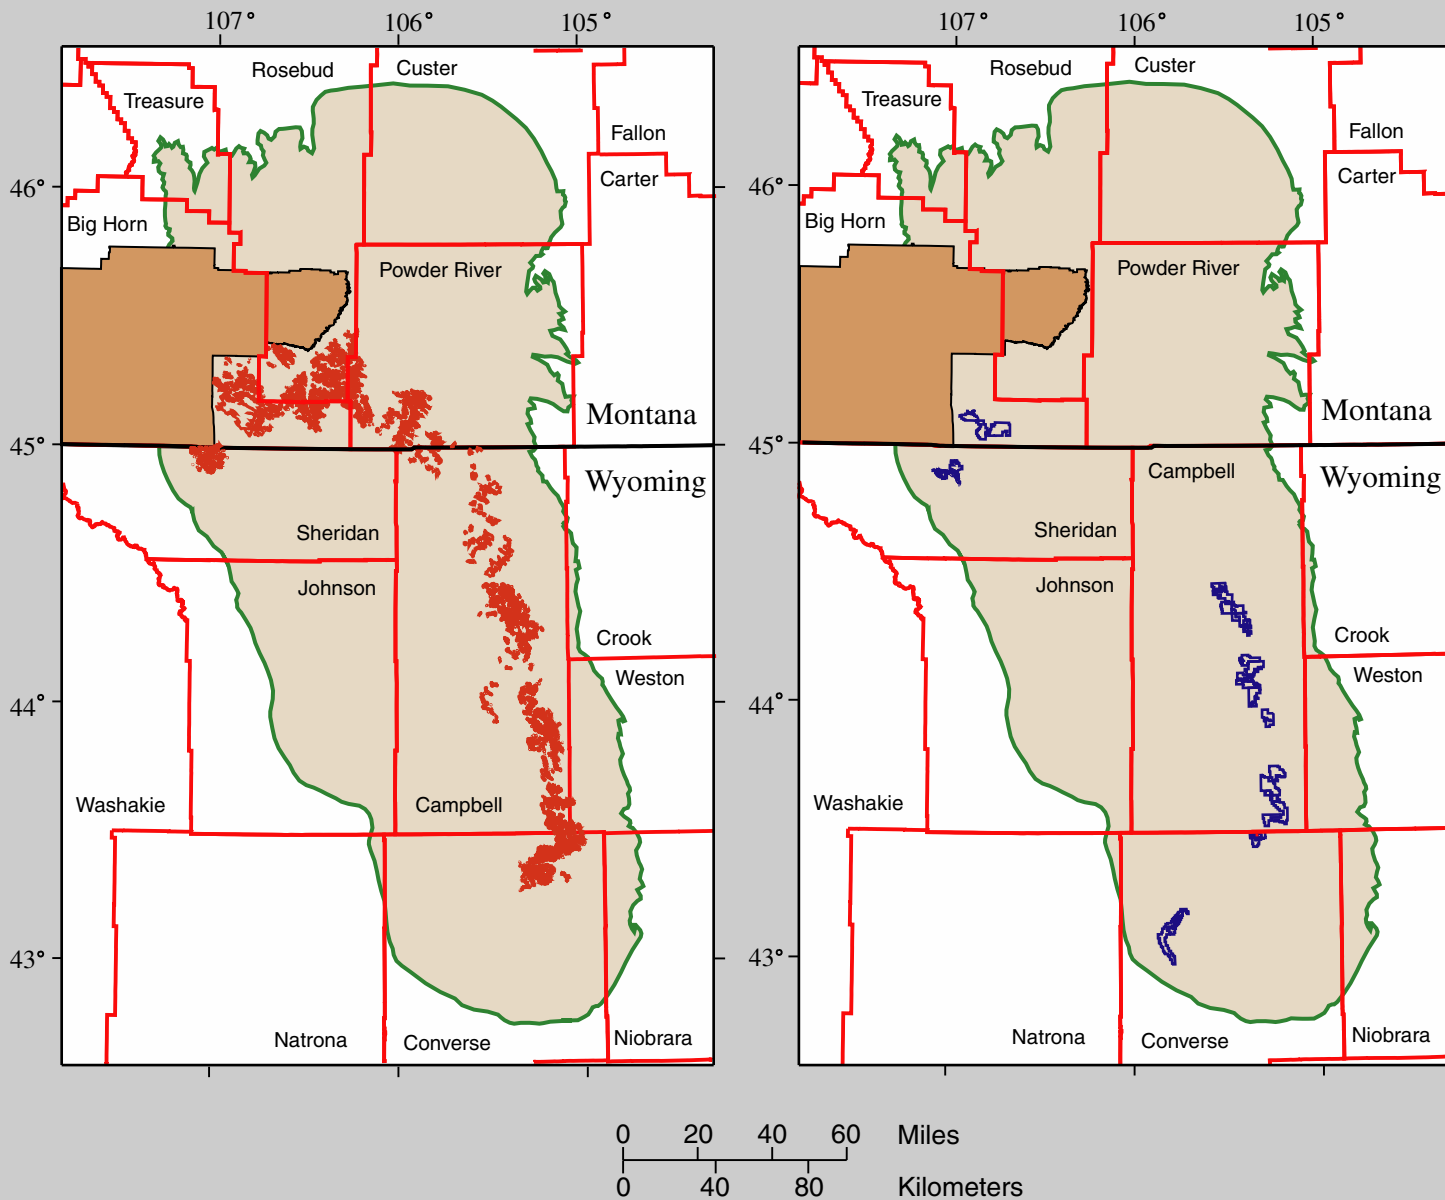 107° 106° 105°
107° 106° 105°
Rosebud Custer
Treasure
Fallon
46°
Carter
Big Horn
Powder River
Montana
45°
Wyoming
Sheridan
Johnson
Crook
Weston
44°
Washakie
Campbell
43°
Natrona Converse Niobrara
Rosebud Custer
Treasure
Fallon
46°
Carter
Big Horn
Powder River
Montana
45°
Campbell
Wyoming
Sheridan
Johnson
Crook
Weston
44°
Washakie
43°
Natrona Converse Niobrara
0 20 40 60 Miles
0 40 80 Kilometers